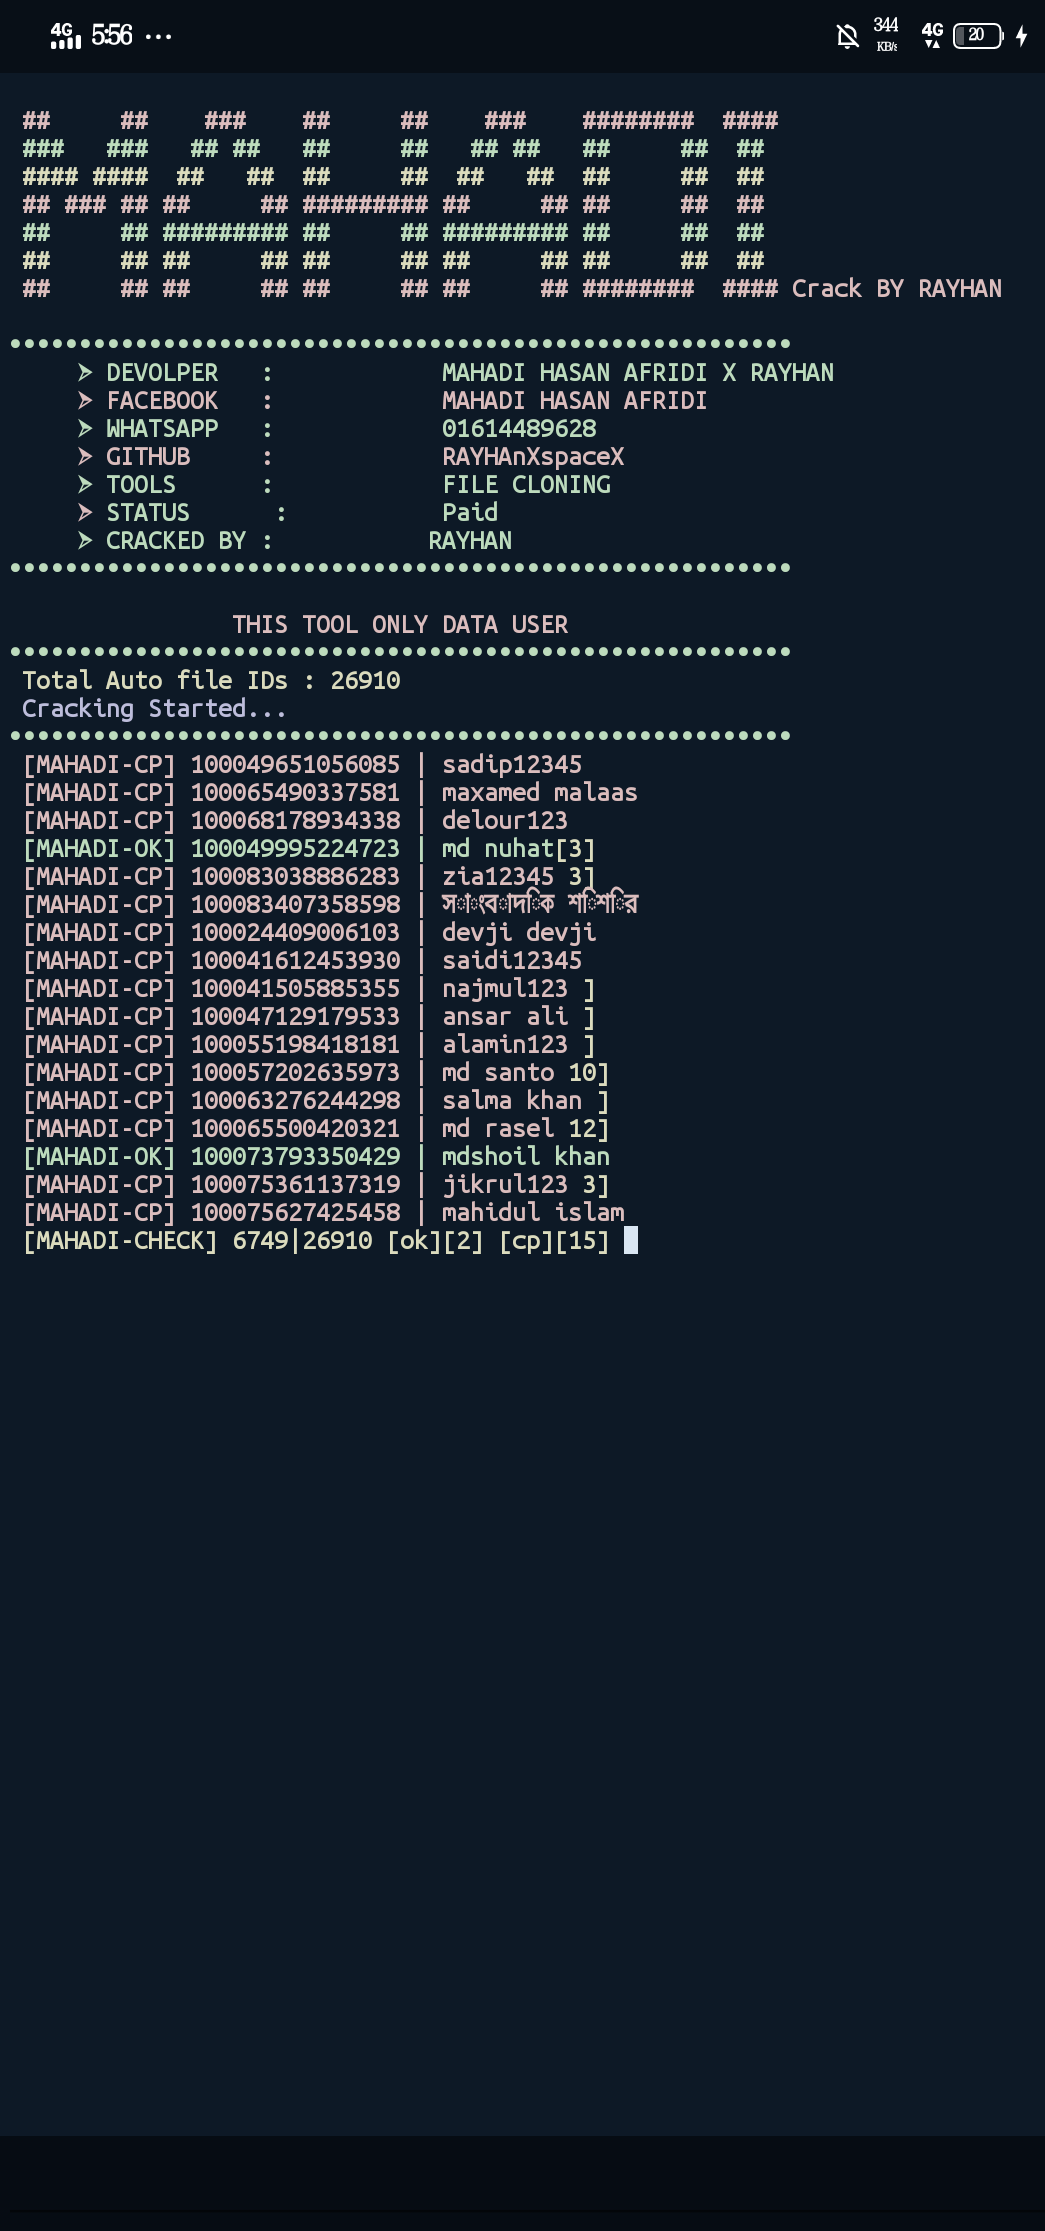 4G 5:56 ... 344 KB/s 4G 20
## ## ### ## ## ### ######## ####
### ### ## ## ## ## ## ## ## ## ##
#### #### ## ## ## ## ## ## ## ## ##
## ### ## ## ## ######### ## ## ## ## ##
## ## ######### ## ## ######### ## ## ##
## ## ## ## ## ## ## ## ## ## ##
## ## ## ## ## ## ## ## ######## #### Crack BY RAYHAN
••••••••••••••••••••••••••••••••••••••••••••••••••••••••
➤ DEVOLPER : MAHADI HASAN AFRIDI X RAYHAN
➤ FACEBOOK : MAHADI HASAN AFRIDI
➤ WHATSAPP : 01614489628
➤ GITHUB : RAYHAnXspaceX
➤ TOOLS : FILE CLONING
➤ STATUS : Paid
➤ CRACKED BY : RAYHAN
••••••••••••••••••••••••••••••••••••••••••••••••••••••••
THIS TOOL ONLY DATA USER
••••••••••••••••••••••••••••••••••••••••••••••••••••••••
Total Auto file IDs : 26910
Cracking Started...
••••••••••••••••••••••••••••••••••••••••••••••••••••••••
[MAHADI-CP] 100049651056085 | sadip12345
[MAHADI-CP] 100065490337581 | maxamed malaas
[MAHADI-CP] 100068178934338 | delour123
[MAHADI-OK] 100049995224723 | md nuhat[3]
[MAHADI-CP] 100083038886283 | zia12345 3]
[MAHADI-CP] 100083407358598 | সাংবাদিক শিশির
[MAHADI-CP] 100024409006103 | devji devji
[MAHADI-CP] 100041612453930 | saidi12345
[MAHADI-CP] 100041505885355 | najmul123 ]
[MAHADI-CP] 100047129179533 | ansar ali ]
[MAHADI-CP] 100055198418181 | alamin123 ]
[MAHADI-CP] 100057202635973 | md santo 10]
[MAHADI-CP] 100063276244298 | salma khan ]
[MAHADI-CP] 100065500420321 | md rasel 12]
[MAHADI-OK] 100073793350429 | mdshoil khan
[MAHADI-CP] 100075361137319 | jikrul123 3]
[MAHADI-CP] 100075627425458 | mahidul islam
[MAHADI-CHECK] 6749|26910 [ok][2] [cp][15]